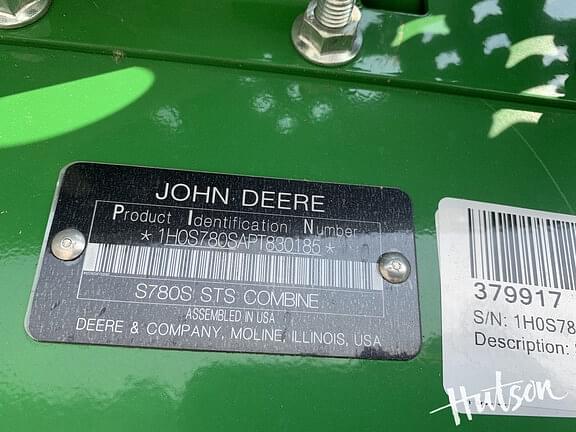 JOHN DEERE
Product Identification Number
*1H0S780SAPT830185*
S780S STS COMBINE
ASSEMBLED IN USA
DEERE & COMPANY, MOLINE, ILLINOIS, USA
379917
S/N: 1H0S78
Description:
Hutson